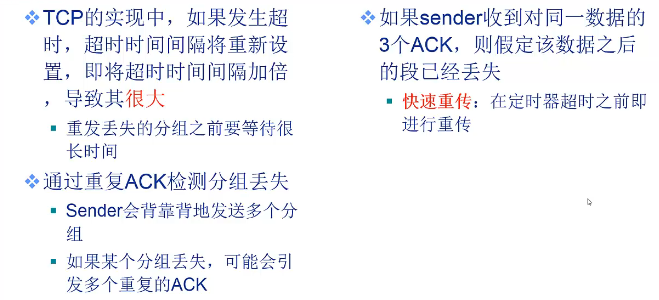 TCP的实现中，如果发生超
时，超时时间间隔将重新设
置，即将超时时间间隔加倍
，导致其很大
重发丢失的分组之前要等待很
长时间
通过重复ACK检测分组丢失
Sender会背靠背地发送多个分
组
如果某个分组丢失，可能会引
发多个重复的ACK
如果sender收到对同一数据的
3个ACK，则假定该数据之后
的段已经丢失
快速重传：在定时器超时之前即
进行重传